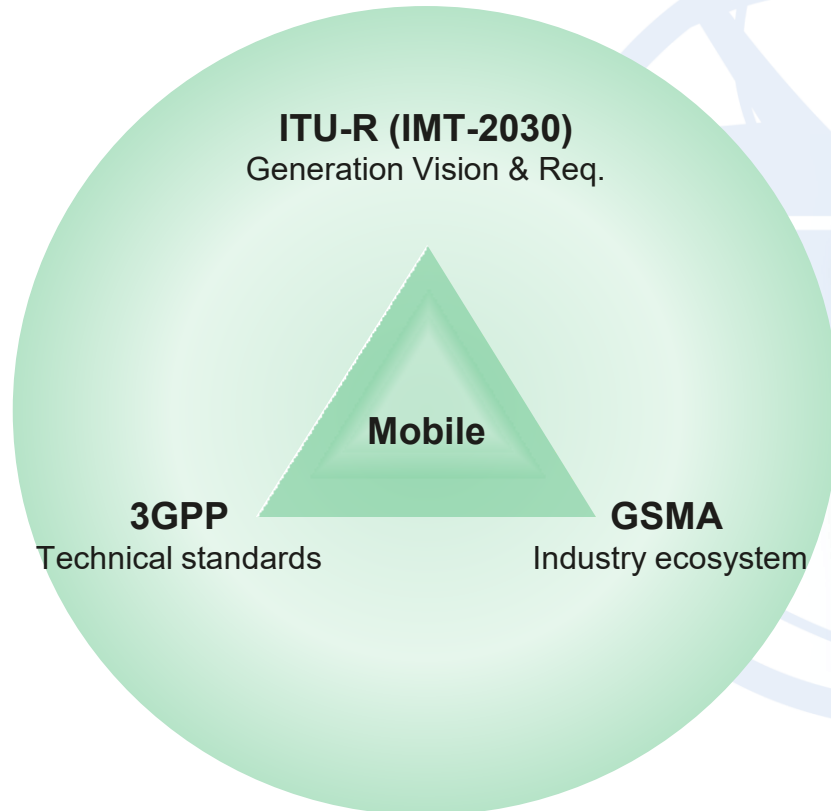 ITU-R (IMT-2030)
Generation Vision & Req.
Mobile
3GPP
Technical standards
GSMA
Industry ecosystem